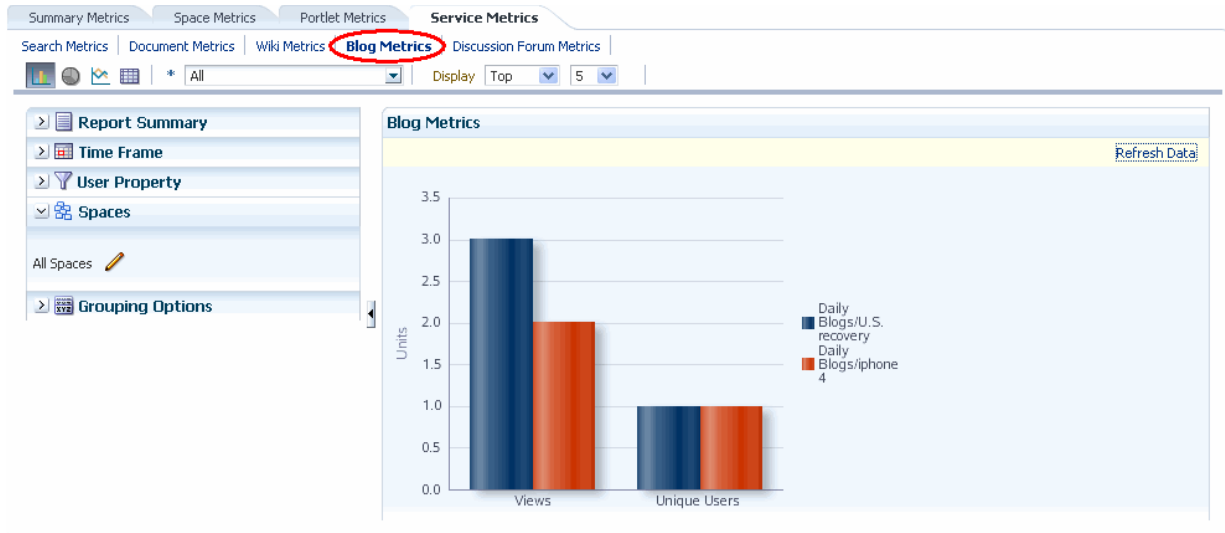 Summary Metrics Space Metrics Portlet Metrics Service Metrics
Search Metrics Document Metrics Wiki Metrics Blog Metrics Discussion Forum Metrics
* All Display Top 5
Report Summary
Time Frame
User Property
Spaces
All Spaces
Grouping Options
Blog Metrics
Refresh Data
3.5
3.0
2.5
2.0
1.5
1.0
0.5
0.0
Units
Views Unique Users
Daily
Blogs/U.S.
recovery
Daily
Blogs/iphone
4